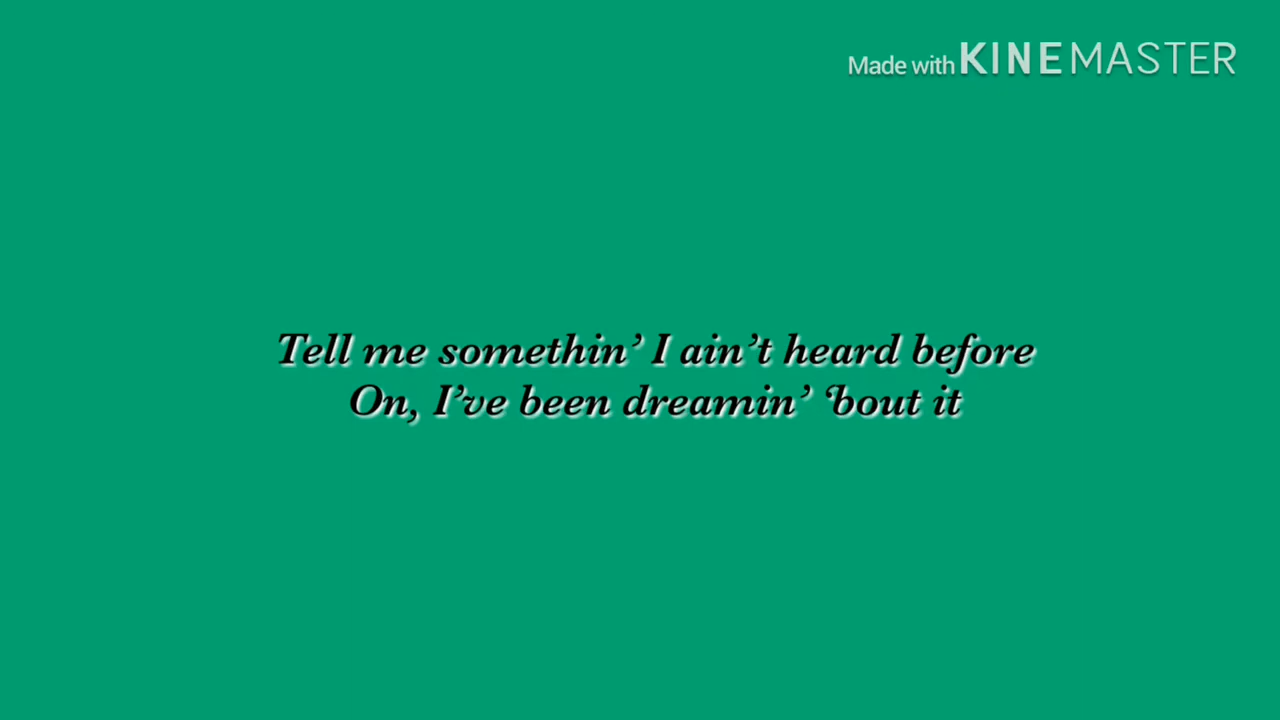 Made with KINEMASTER
Tell me somethin’ I ain’t heard before
On, I’ve been dreamin’ ‘bout it